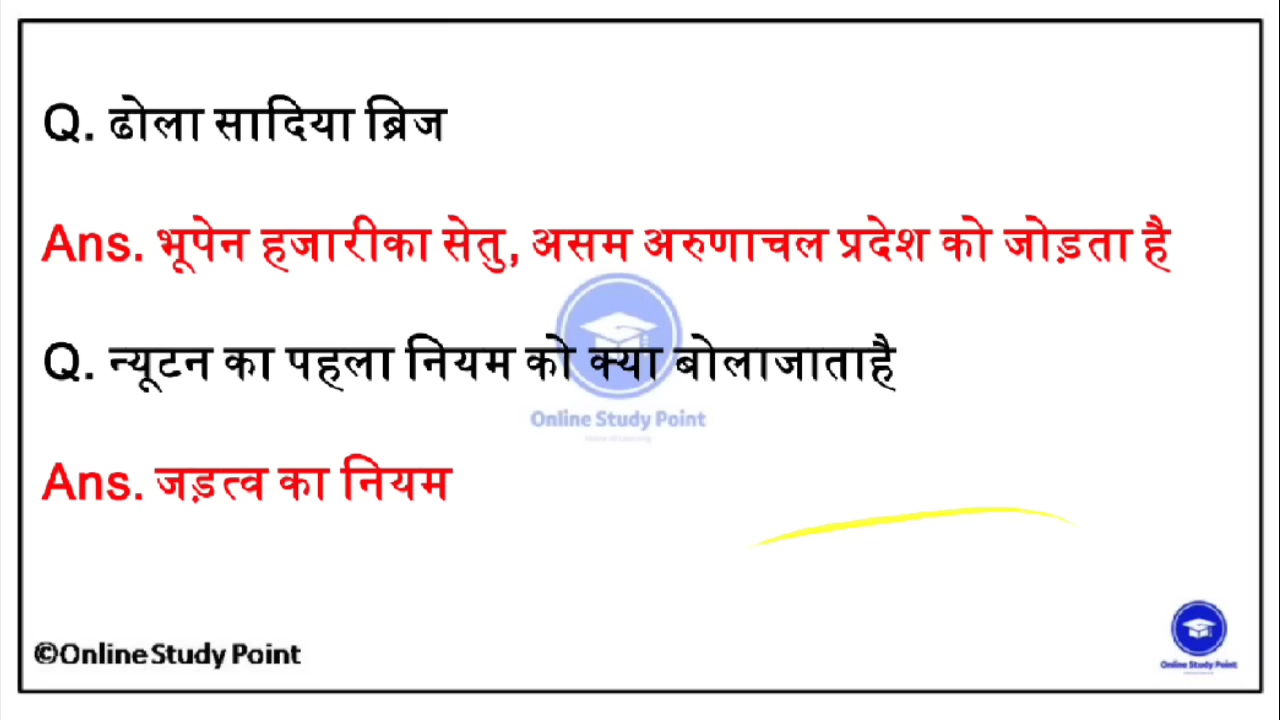 Q. ढोला सादिया ब्रिज
Ans. भूपेन हजारीका सेतु, असम अरुणाचल प्रदेश को जोड़ता है
Q. न्यूटन का पहला नियम को क्या बोलाजाताहै
Online Study Point
Ans. जड़त्व का नियम
©Online Study Point
Online Study Point